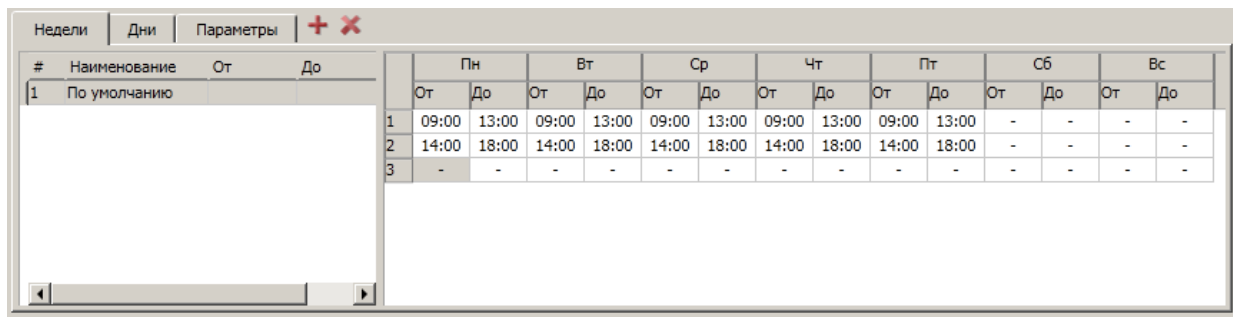 Недели Дни Параметры
# Наименование От До
1 По умолчанию
Пн Вт Ср Чт Пт Сб Вс
От До От До От До От До От До От До От До
1 09:00 13:00 09:00 13:00 09:00 13:00 09:00 13:00 09:00 13:00 - - - -
2 14:00 18:00 14:00 18:00 14:00 18:00 14:00 18:00 14:00 18:00 - - - -
3 - - - - - - - - - - - - - -